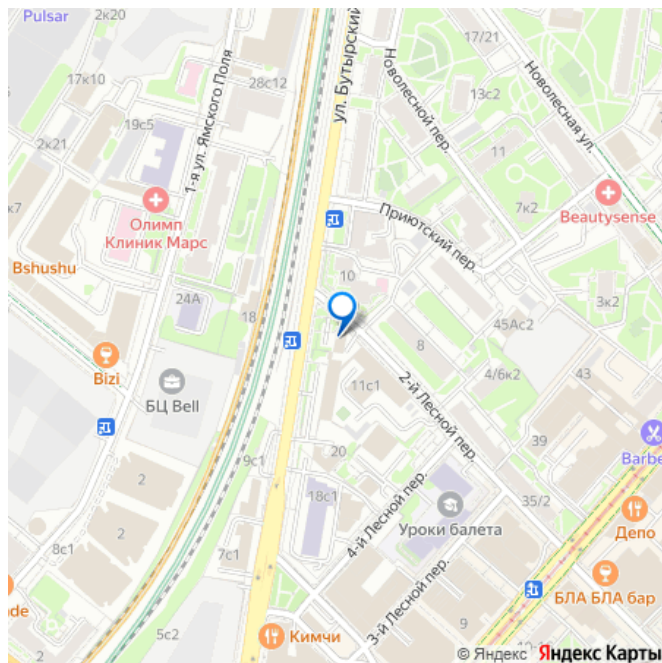 Pulsar
2к20
17/21
ул. Бутырский
Новолесной пер.
Новолесная ул.
17к10
28с12
13с2
1-я ул. Ямского Поля
19с5
2к21
11
к7
Олимп
Клиник Марс
7к2
Beautysense
Приютский пер.
Bshushu
10
24А
18
3к2
45Ас2
8
Bizi
БЦ Bell
4/6к2
43
11с1
2-й Лесной пер.
39
Barbe
20
9с1
2
18с1
35/2
4-й Лесной пер.
Уроки балета
Депо
2
8с1
7с1
3-й Лесной пер.
БЛА БЛА бар
de
5с2
Кимчи
9
© Яндекс Яндекс Карты